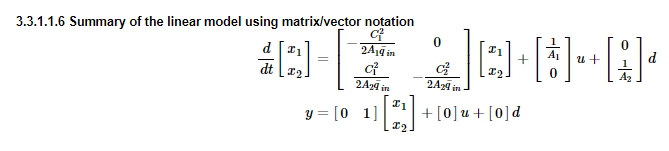 3.3.1.1.6 Summary of the linear model using matrix/vector notation
d/dt [x₁; x₂] = [−C₁²/(2A₁q̄ᵢₙ) 0; C₁²/(2A₂q̄ᵢₙ) −C₂²/(2A₂q̄ᵢₙ)] [x₁; x₂] + [1/A₁; 0] u + [0; 1/A₂] d
y = [0 1] [x₁; x₂] + [0] u + [0] d